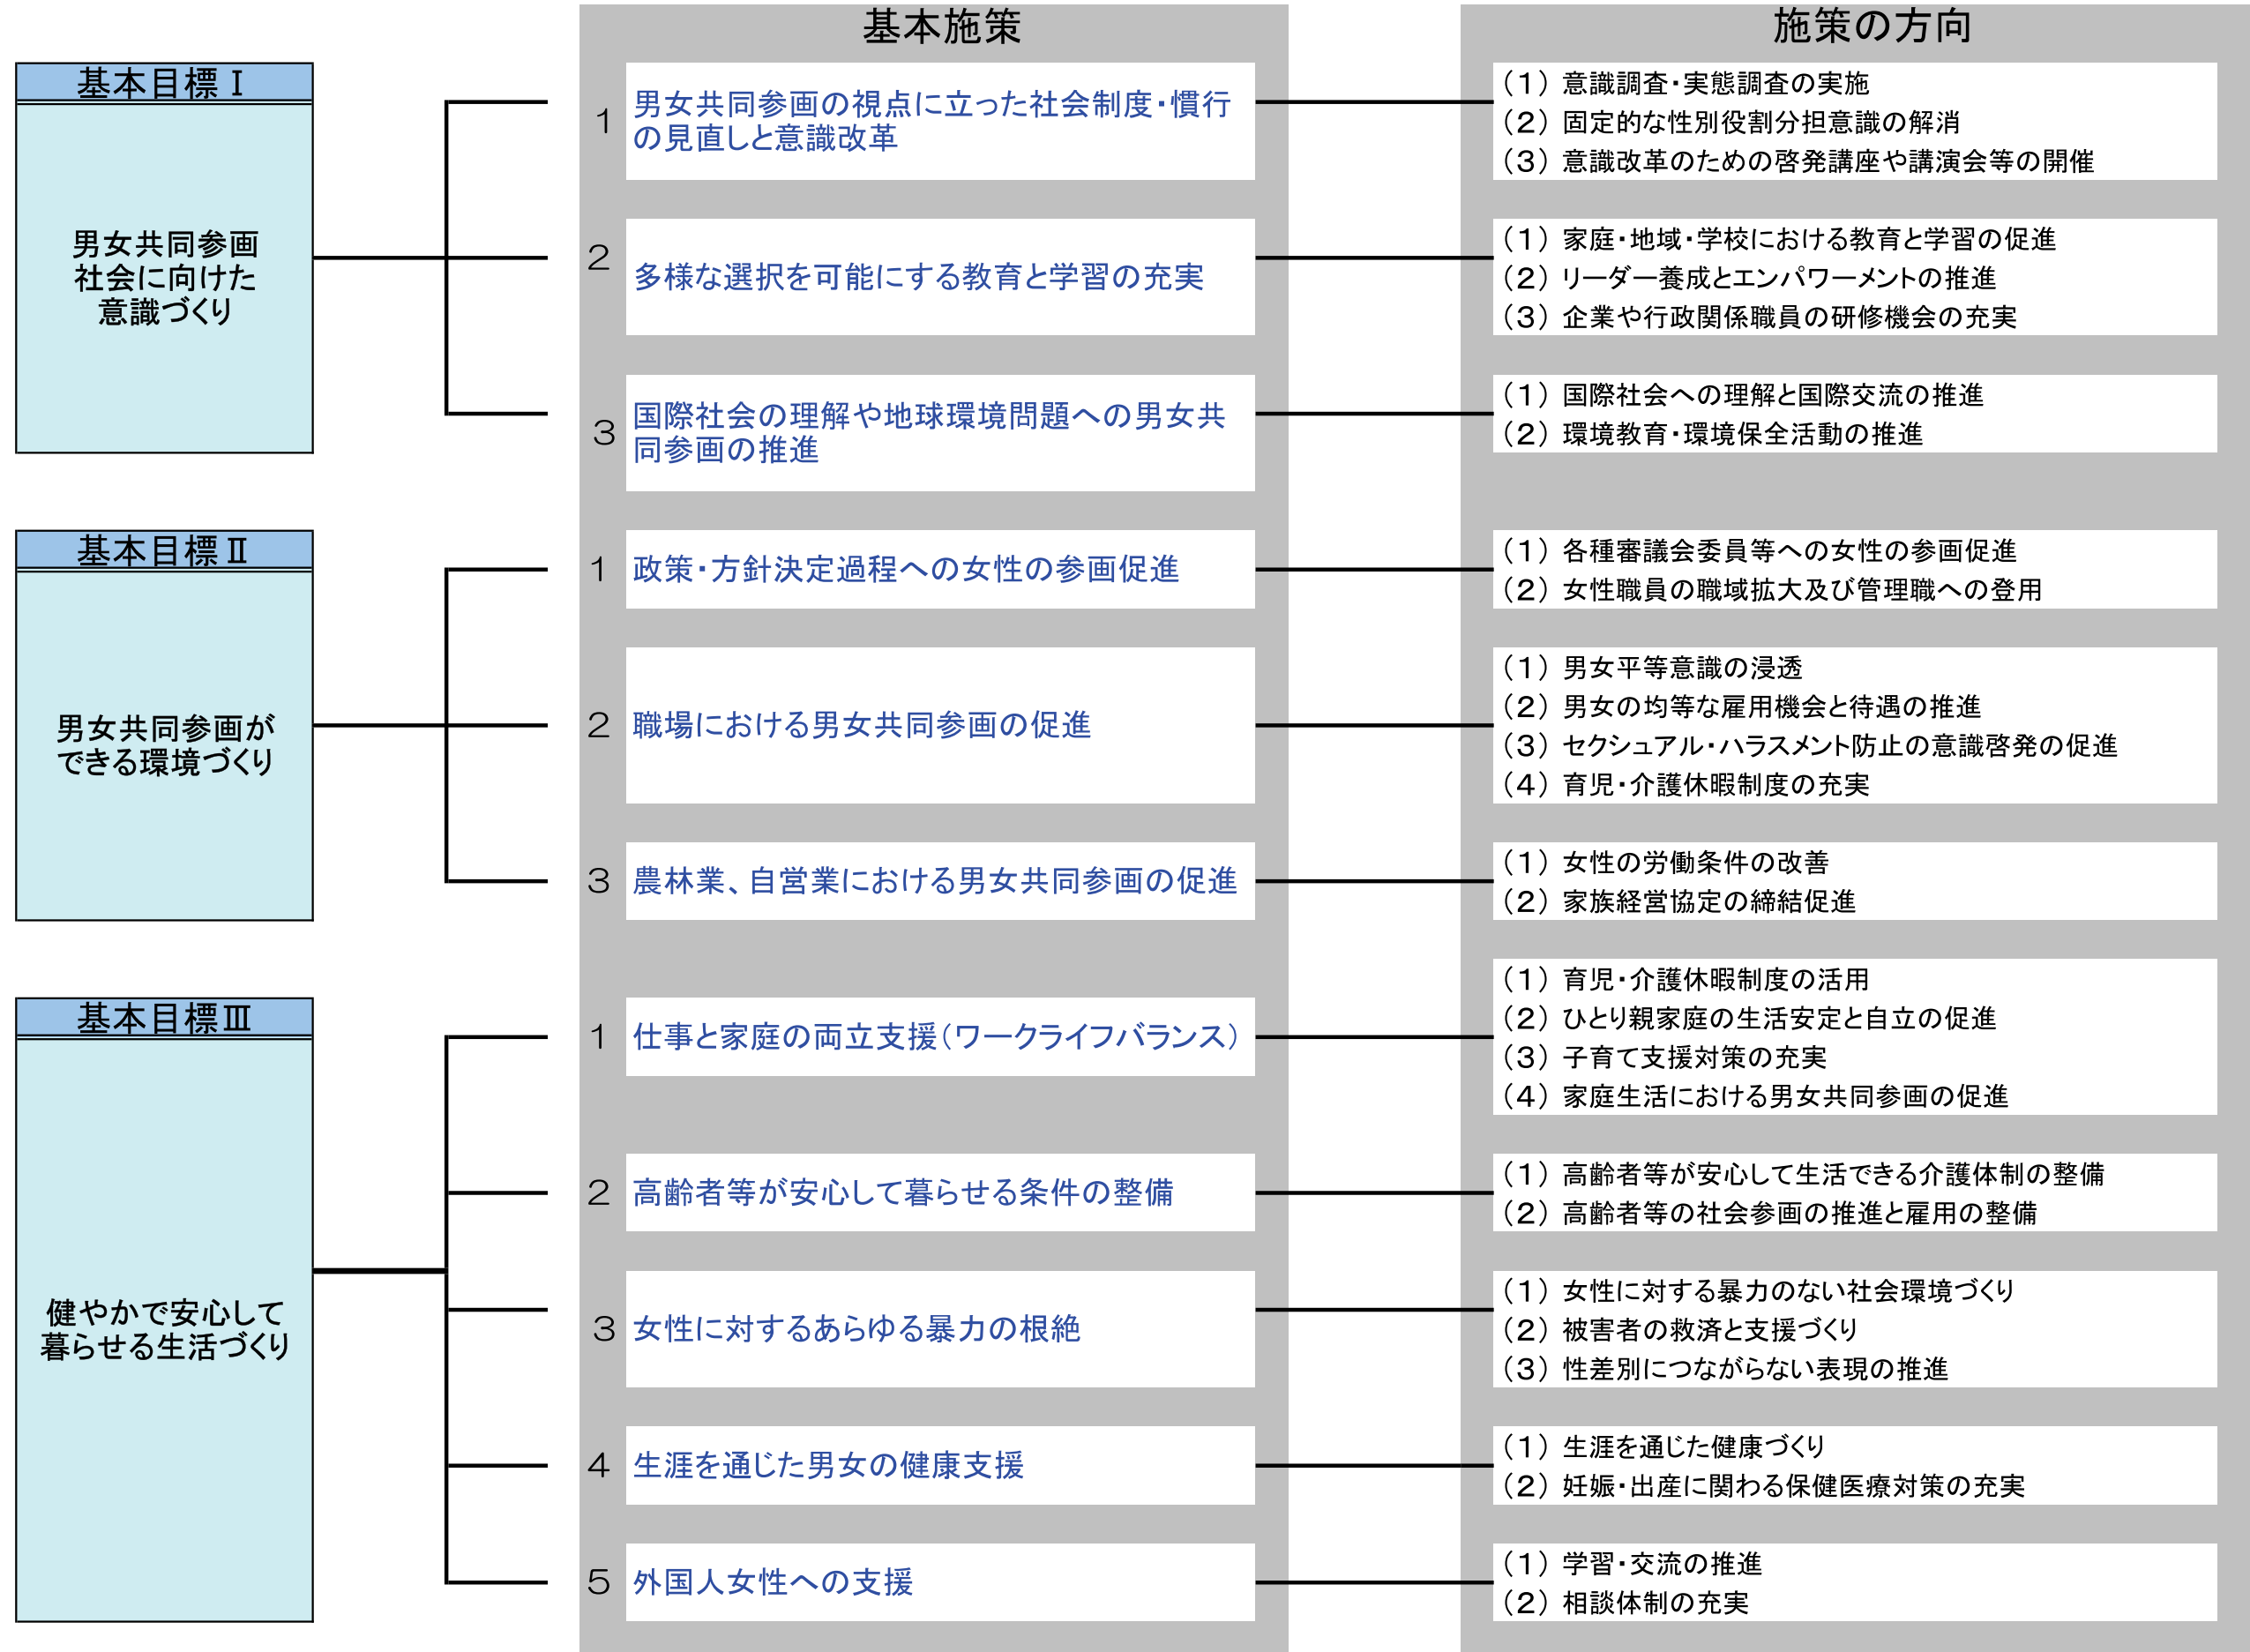 基本施策
施策の方向
基本目標Ⅰ
男女共同参画
社会に向けた
意識づくり
1
男女共同参画の視点に立った社会制度・慣行
の見直しと意識改革
（1）意識調査・実態調査の実施
（2）固定的な性別役割分担意識の解消
（3）意識改革のための啓発講座や講演会等の開催
2
多様な選択を可能にする教育と学習の充実
（1）家庭・地域・学校における教育と学習の促進
（2）リーダー養成とエンパワーメントの推進
（3）企業や行政関係職員の研修機会の充実
3
国際社会の理解や地球環境問題への男女共
同参画の推進
（1）国際社会への理解と国際交流の推進
（2）環境教育・環境保全活動の推進
基本目標Ⅱ
男女共同参画が
できる環境づくり
1
政策・方針決定過程への女性の参画促進
（1）各種審議会委員等への女性の参画促進
（2）女性職員の職域拡大及び管理職への登用
2
職場における男女共同参画の促進
（1）男女平等意識の浸透
（2）男女の均等な雇用機会と待遇の推進
（3）セクシュアル・ハラスメント防止の意識啓発の促進
（4）育児・介護休暇制度の充実
3
農林業、自営業における男女共同参画の促進
（1）女性の労働条件の改善
（2）家族経営協定の締結促進
基本目標Ⅲ
健やかで安心して
暮らせる生活づくり
1
仕事と家庭の両立支援（ワークライフバランス）
（1）育児・介護休暇制度の活用
（2）ひとり親家庭の生活安定と自立の促進
（3）子育て支援対策の充実
（4）家庭生活における男女共同参画の促進
2
高齢者等が安心して暮らせる条件の整備
（1）高齢者等が安心して生活できる介護体制の整備
（2）高齢者等の社会参画の推進と雇用の整備
3
女性に対するあらゆる暴力の根絶
（1）女性に対する暴力のない社会環境づくり
（2）被害者の救済と支援づくり
（3）性差別につながらない表現の推進
4
生涯を通じた男女の健康支援
（1）生涯を通じた健康づくり
（2）妊娠・出産に関わる保健医療対策の充実
5
外国人女性への支援
（1）学習・交流の推進
（2）相談体制の充実